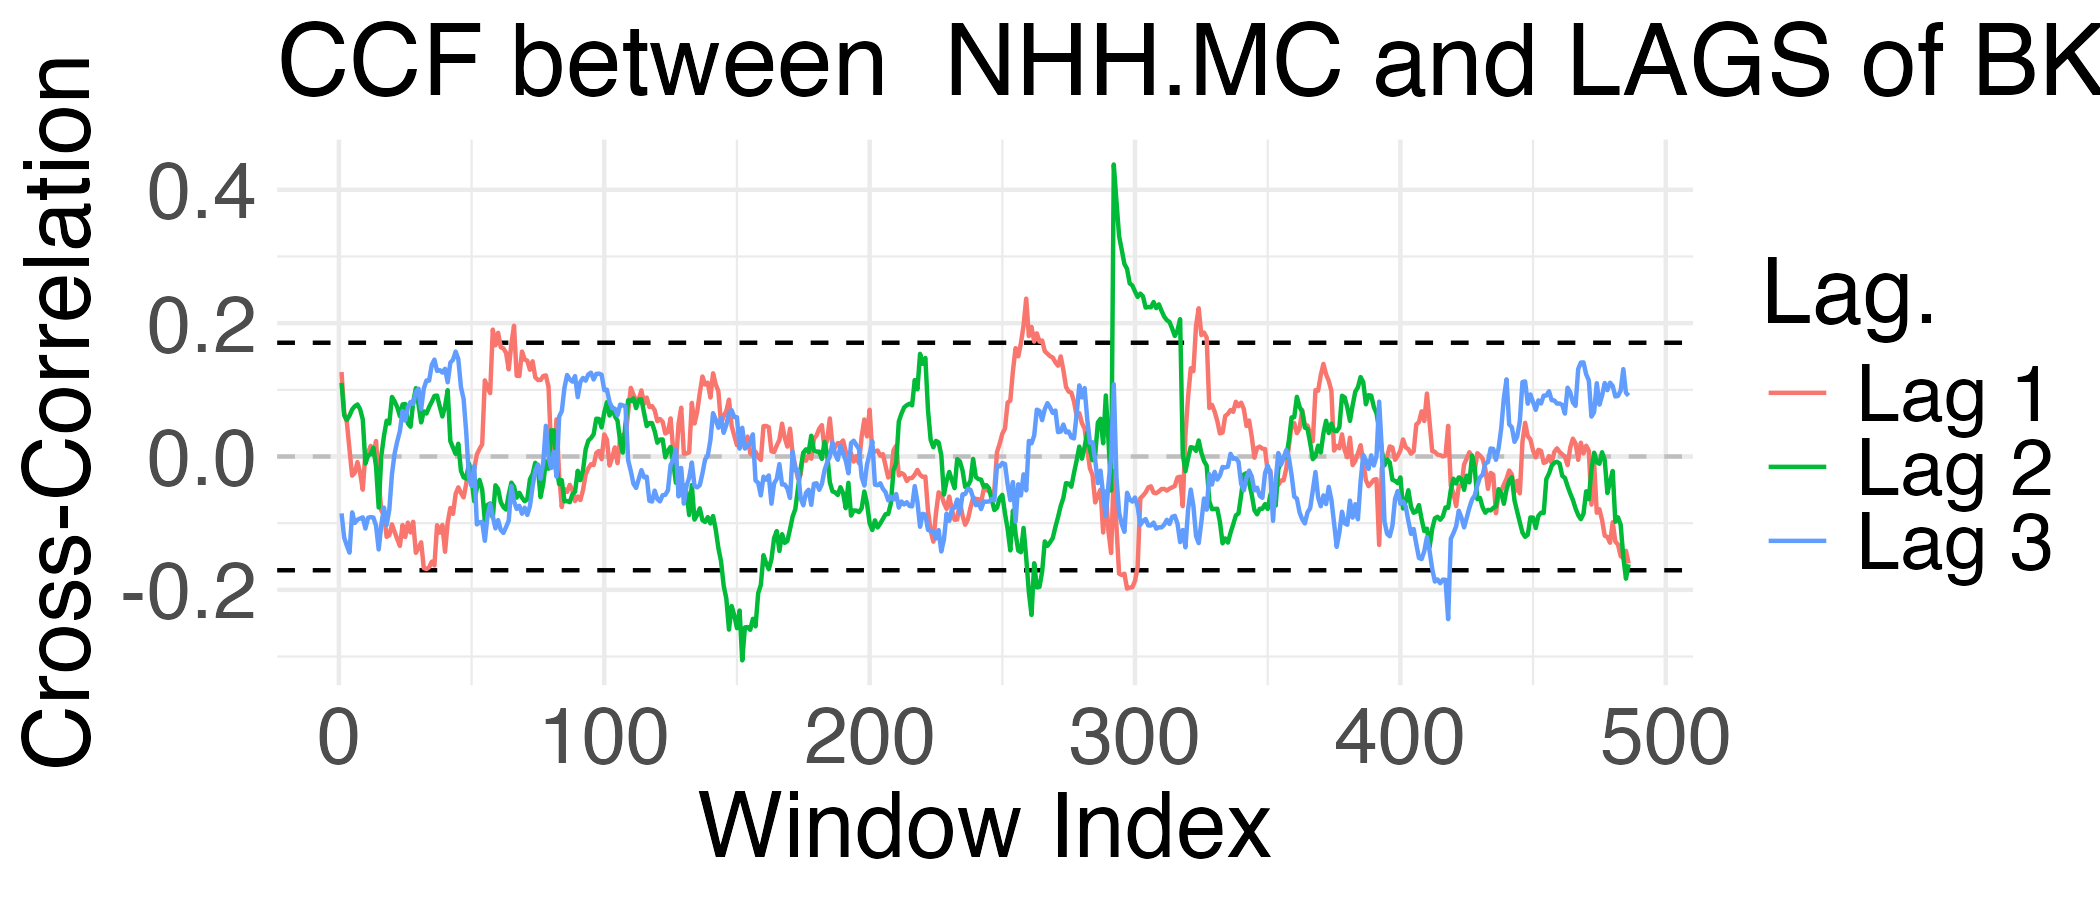 CCF between  NHH.MC and LAGS of BK
Cross-Correlation
0.4
0.2
0.0
-0.2
0
100
200
300
400
500
Window Index
Lag.
Lag 1
Lag 2
Lag 3